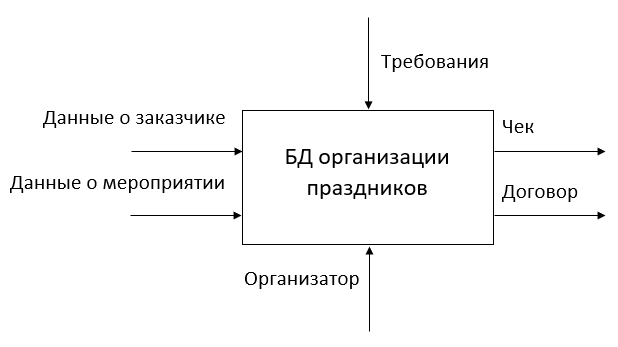 Требования
Данные о заказчике
Чек
БД организации
праздников
Данные о мероприятии
Договор
Организатор